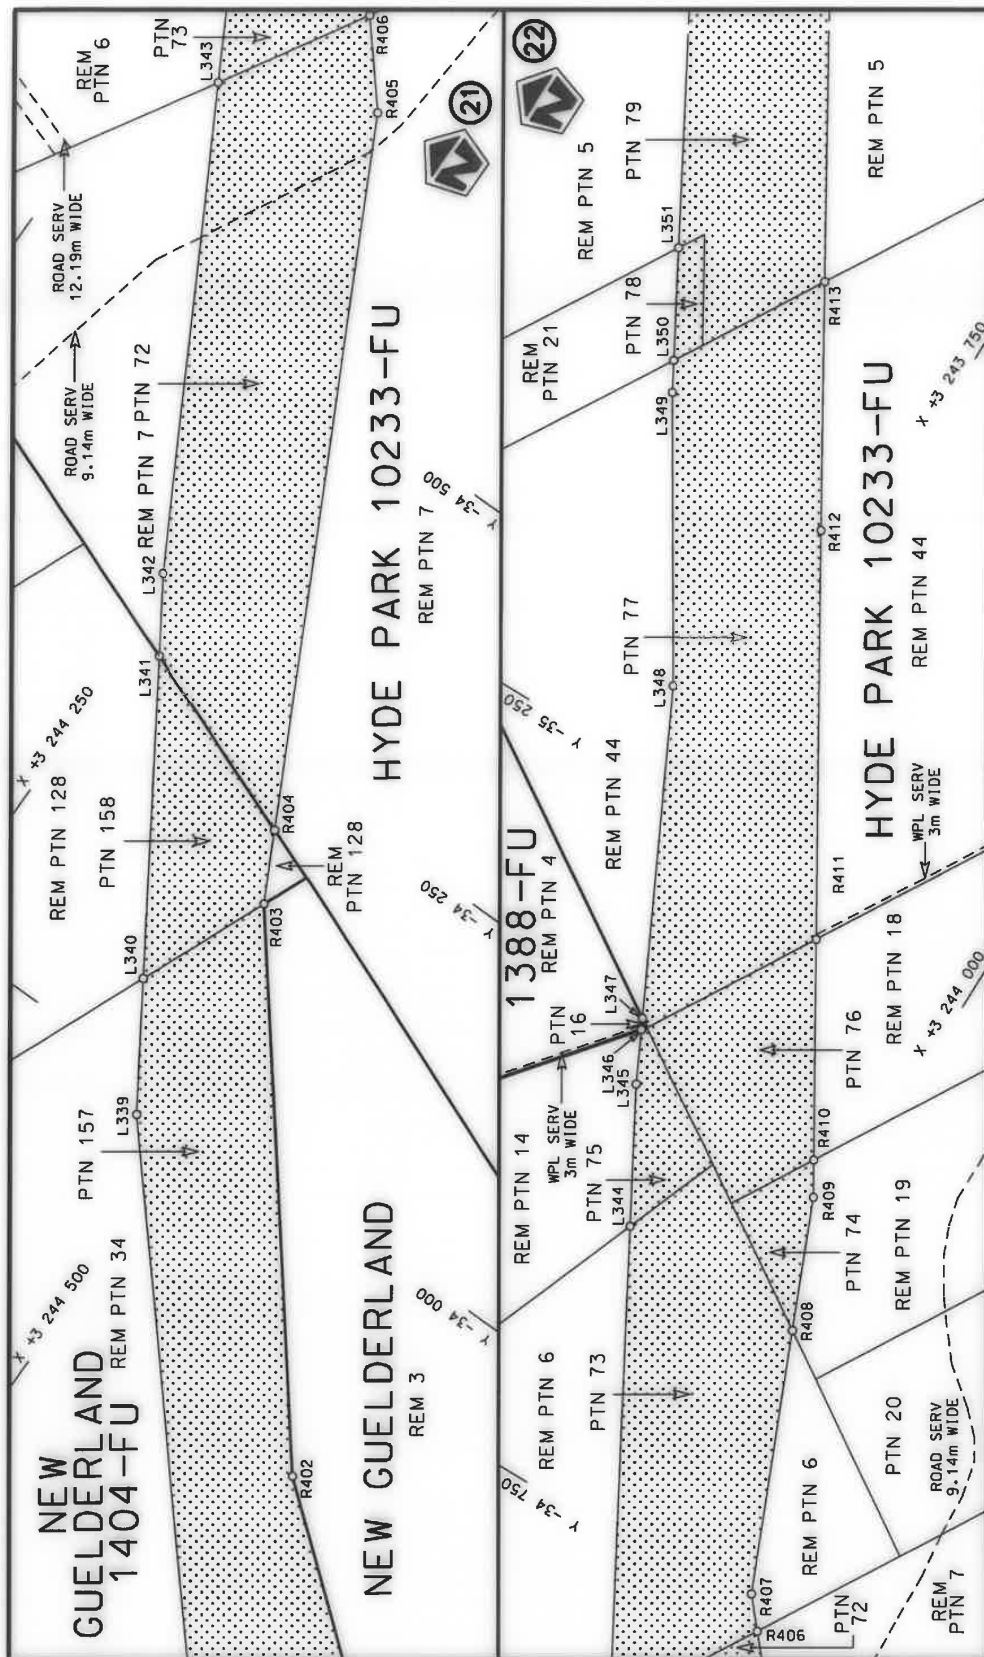 NEW
GUELDERLAND
1404-FU
REM PTN 34
X +3 244 500
PTN 157
L339
L340
REM PTN 128
PTN 158
X +3 244 250
L341
L342
REM PTN 7
PTN 72
ROAD SERV
9.14m WIDE
ROAD SERV
12.19m WIDE
REM
PTN 6
PTN
73
L343
R406
R405
21
R402
R403
R404
REM
PTN 128
NEW GUELDERLAND
REM 3
Y -34 000
Y -34 250
HYDE PARK 10233-FU
REM PTN 7
Y -34 500
22
Y -34 750
REM PTN 6
PTN 73
REM PTN 14
L344
PTN 75
WPL SERV
3m WIDE
L345
L346
PTN
16
L347
1388-FU
REM PTN 4
Y -35 250
REM PTN 44
L348
PTN 77
L349
L350
REM
PTN 21
PTN 78
L351
REM PTN 5
PTN 79
R406
R407
PTN
72
REM
PTN 7
REM PTN 6
R408
PTN 20
ROAD SERV
9.14m WIDE
R409
PTN 74
REM PTN 19
R410
PTN 76
REM PTN 18
X +3 244 000
R411
WPL SERV
3m WIDE
HYDE PARK 10233-FU
REM PTN 44
R412
X +3 243 750
R413
REM PTN 5